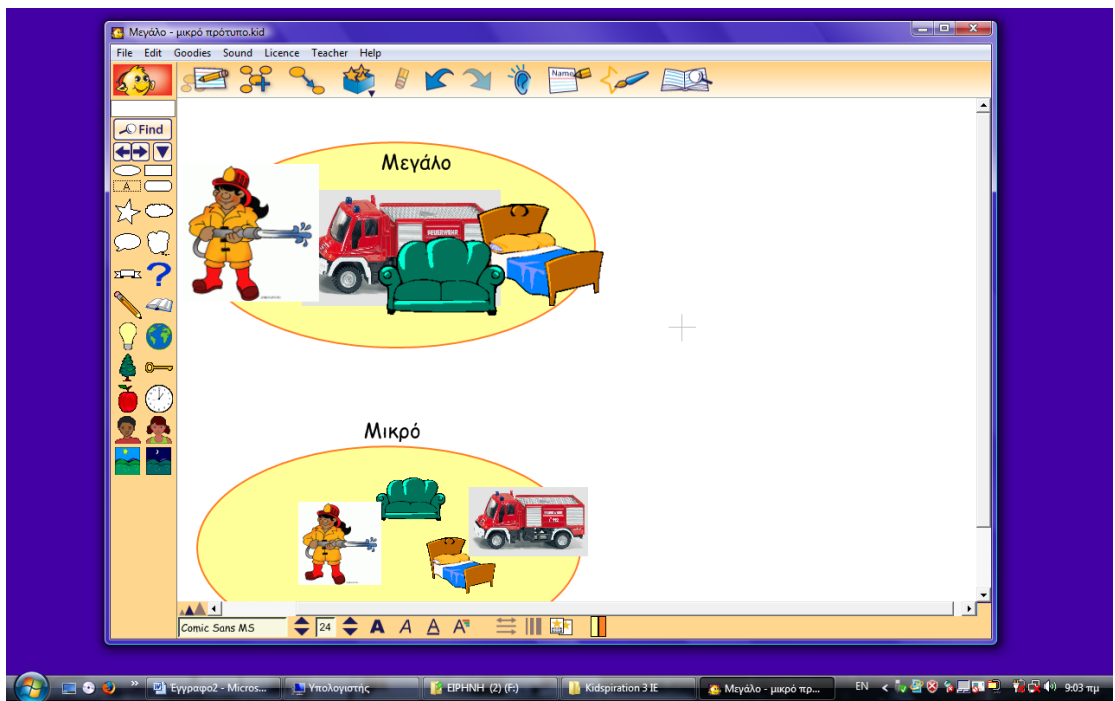 Μεγάλο - μικρό πρότυπο.kid
File Edit Goodies Sound Licence Teacher Help
Name
Find
A
Μεγάλο
FEUERWEHR
Μικρό
Comic Sans MS 24 A A A A
Έγγραφο2 - Micros... Υπολογιστής ΕΙΡΗΝΗ (2) (F:) Kidspiration 3 IE Μεγάλο - μικρό πρ... EN 9:03 πμ